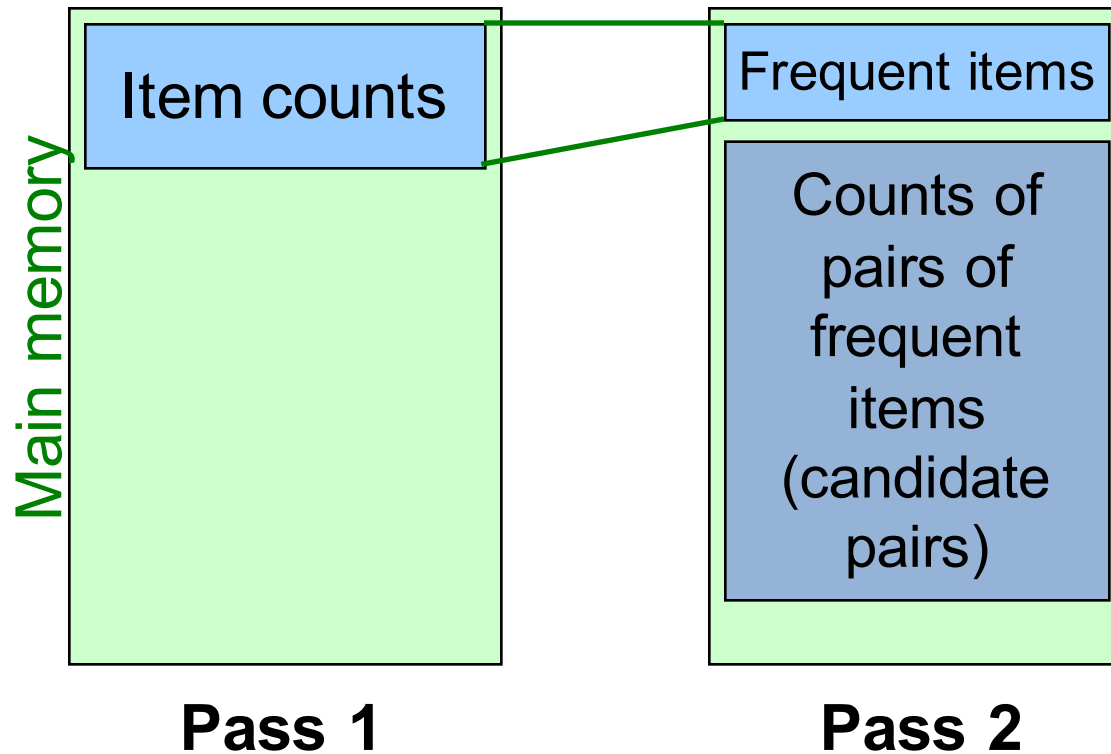 Main memory
Item counts
Frequent items
Counts of
pairs of
frequent
items
(candidate
pairs)
Pass 1
Pass 2